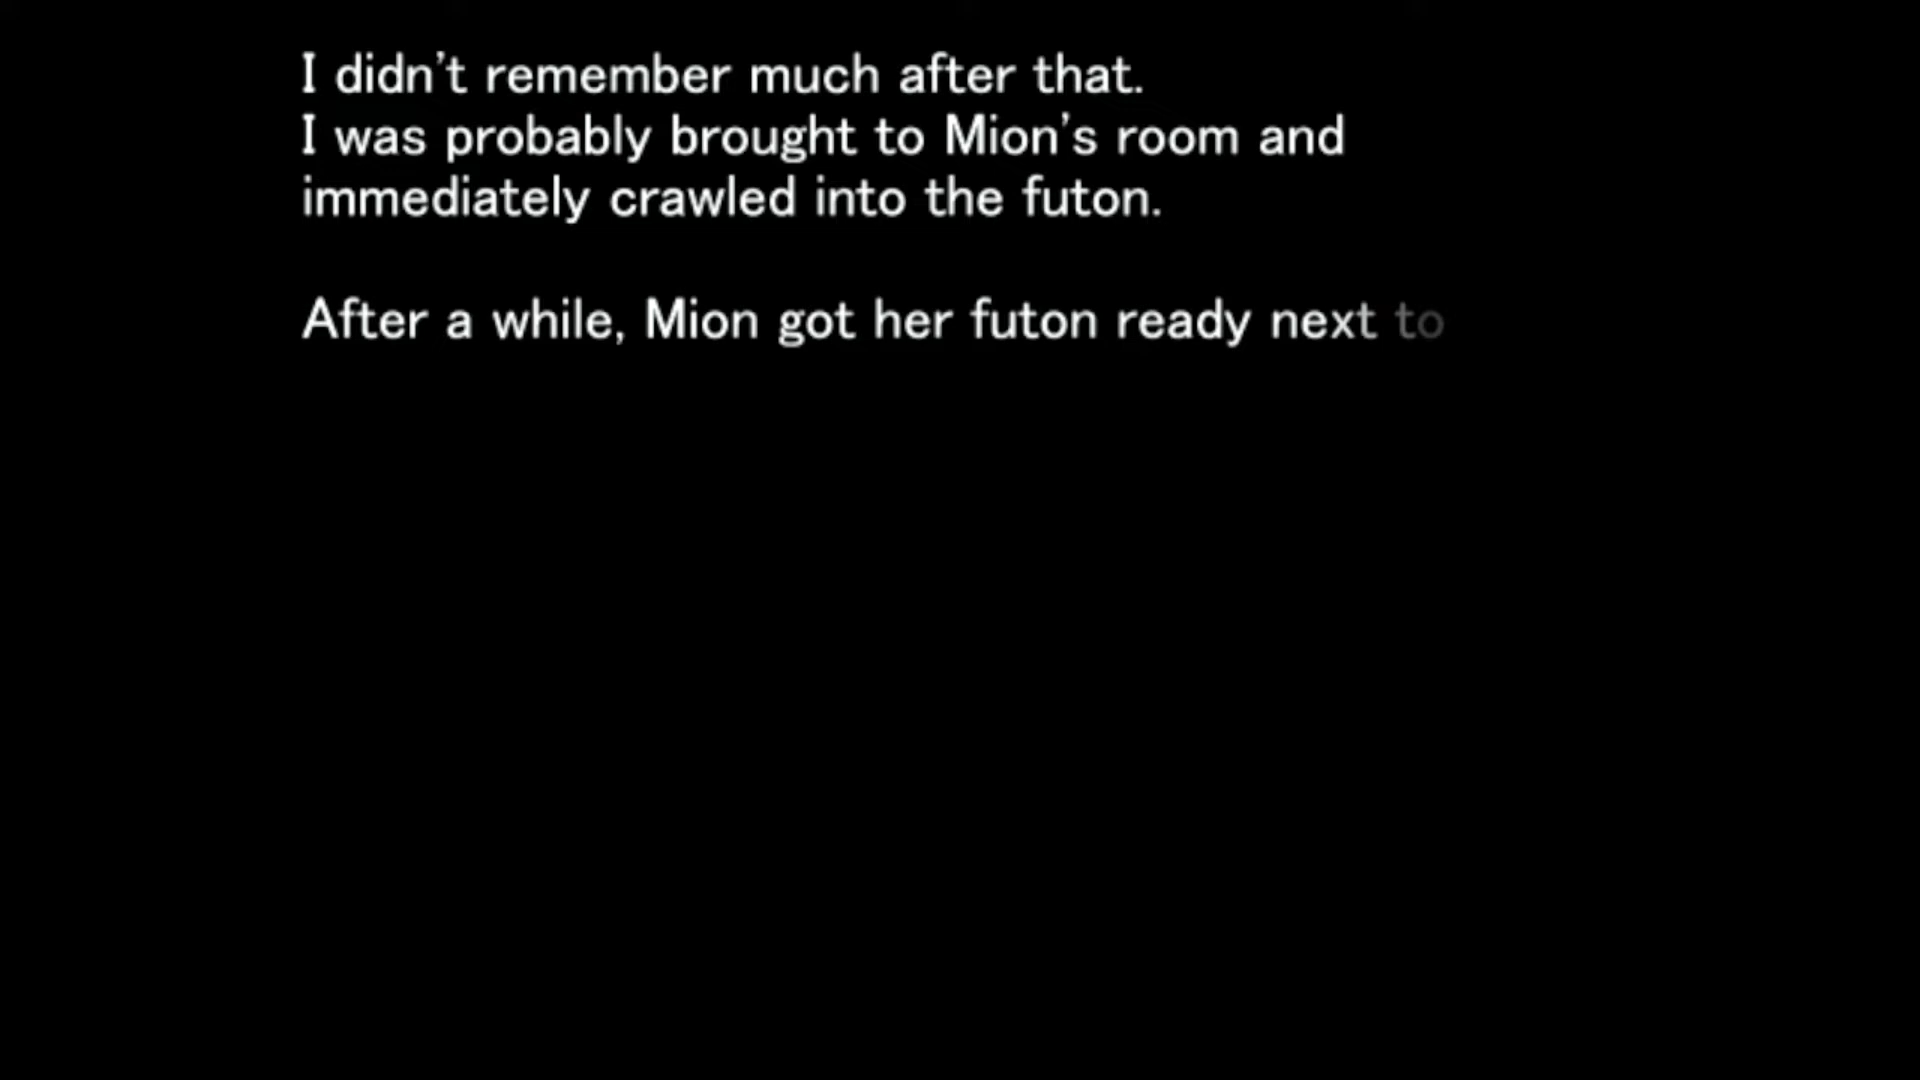 I didn't remember much after that.
I was probably brought to Mion's room and
immediately crawled into the futon.
After a while, Mion got her futon ready next to